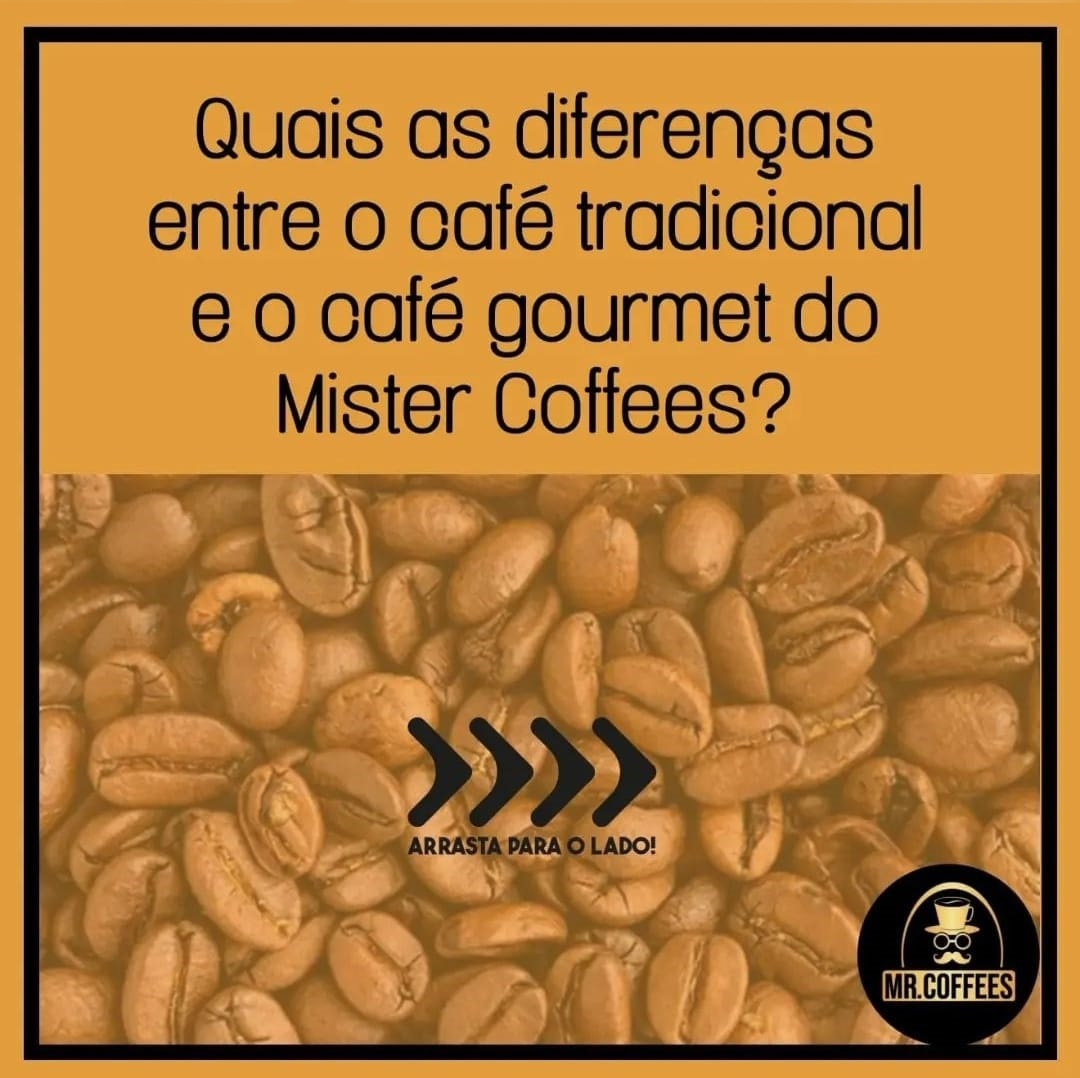 Quais as diferenças
entre o café tradicional
e o café gourmet do
Mister Coffees?
ARRASTA PARA O LADO!
MR.COFFEES